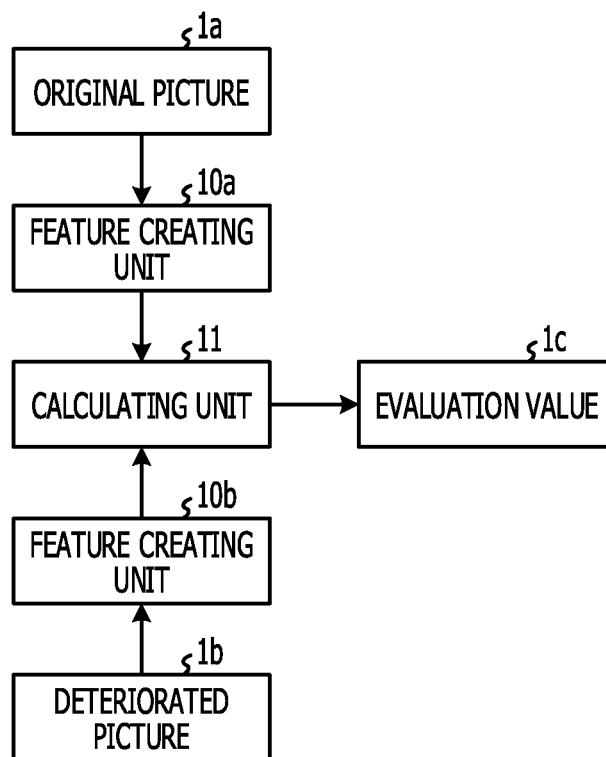 1a
ORIGINAL PICTURE
10a
FEATURE CREATING
UNIT
11
CALCULATING UNIT
1c
EVALUATION VALUE
10b
FEATURE CREATING
UNIT
1b
DETERIORATED
PICTURE